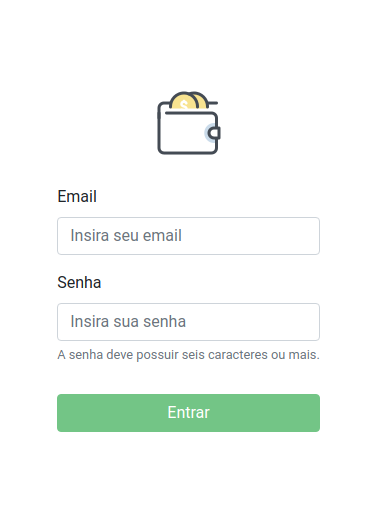 $
Email
Insira seu email
Senha
Insira sua senha
A senha deve possuir seis caracteres ou mais.
Entrar